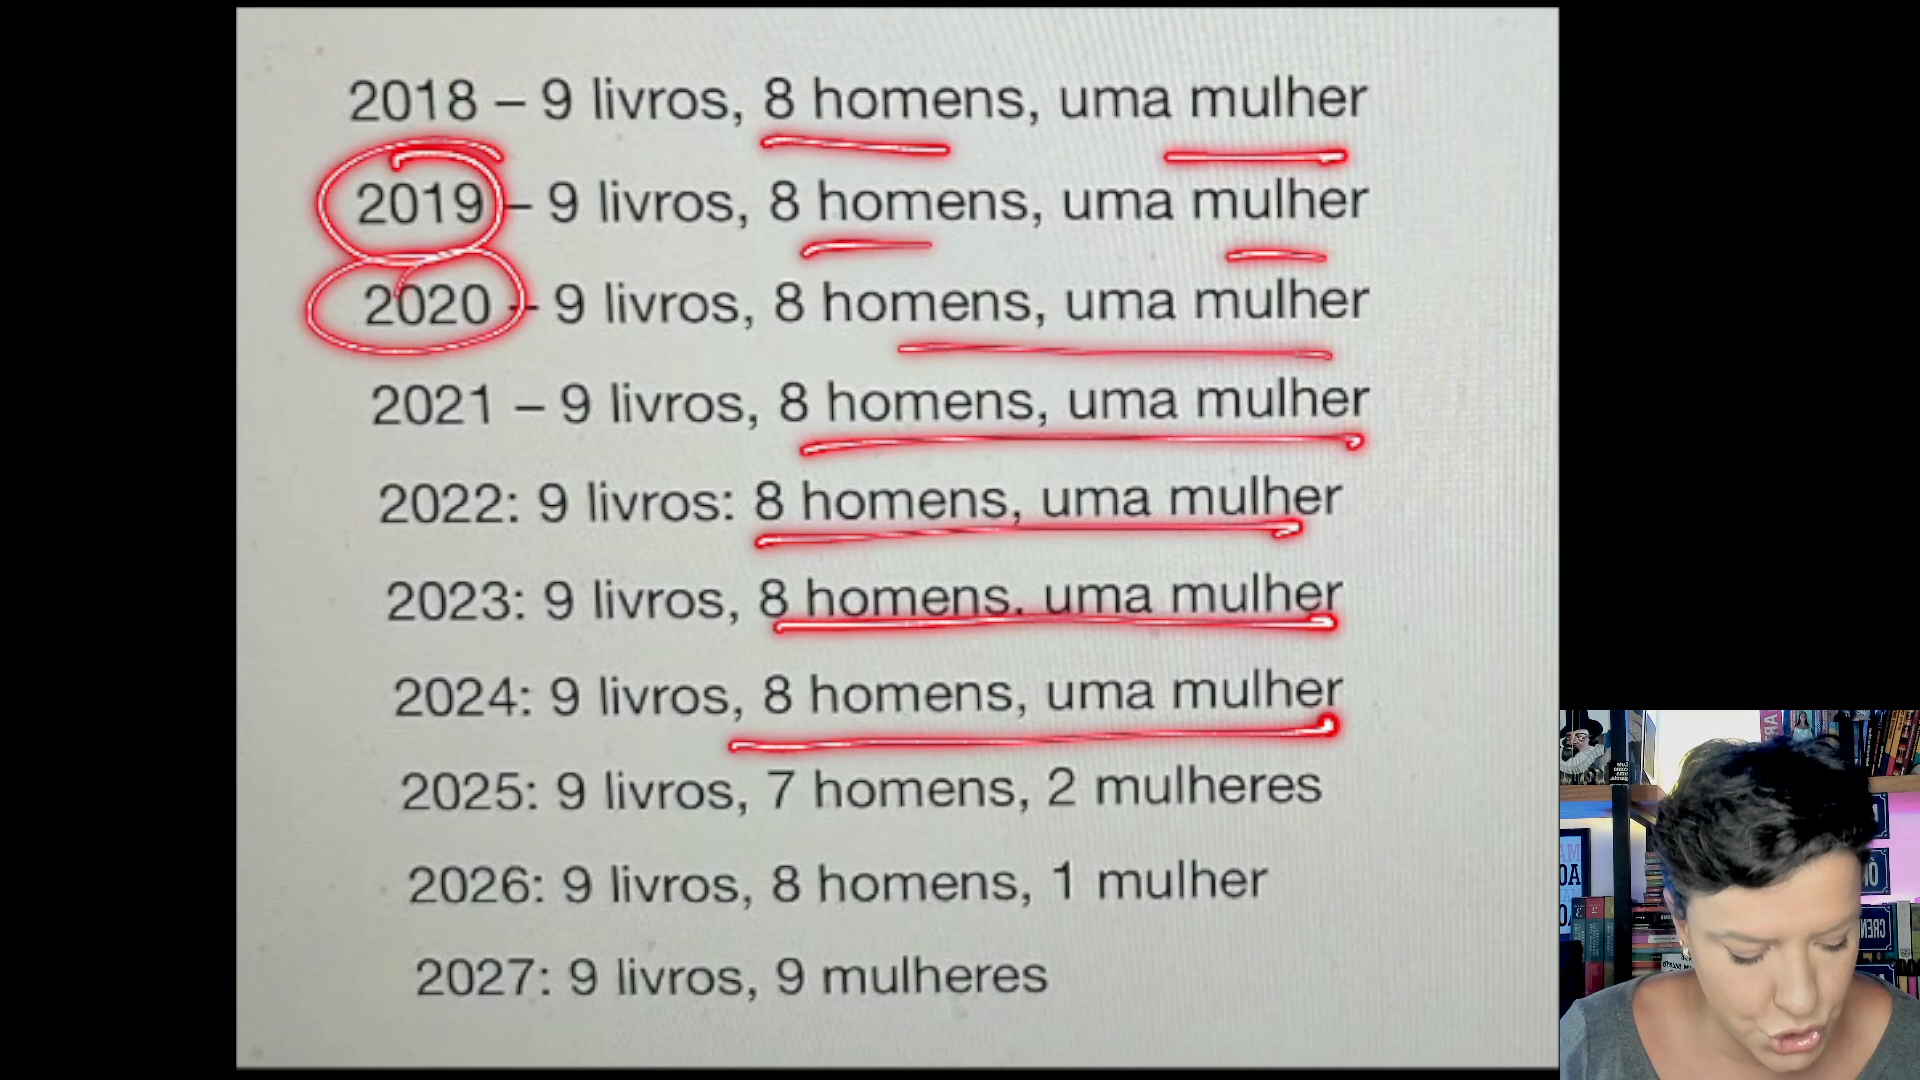 2018 – 9 livros, 8 homens, uma mulher
2019 – 9 livros, 8 homens, uma mulher
2020 – 9 livros, 8 homens, uma mulher
2021 – 9 livros, 8 homens, uma mulher
2022: 9 livros: 8 homens, uma mulher
2023: 9 livros, 8 homens, uma mulher
2024: 9 livros, 8 homens, uma mulher
2025: 9 livros, 7 homens, 2 mulheres
2026: 9 livros, 8 homens, 1 mulher
2027: 9 livros, 9 mulheres